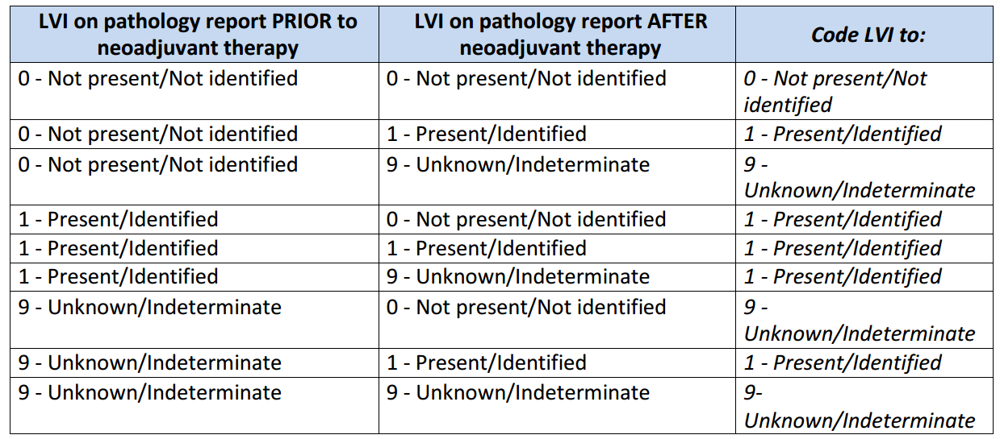 LVI on pathology report PRIOR to
neoadjuvant therapy
LVI on pathology report AFTER
neoadjuvant therapy
Code LVI to:
0 - Not present/Not identified
0 - Not present/Not identified
0 - Not present/Not
identified
0 - Not present/Not identified
1 - Present/Identified
1 - Present/Identified
0 - Not present/Not identified
9 - Unknown/Indeterminate
9 -
Unknown/Indeterminate
1 - Present/Identified
0 - Not present/Not identified
1 - Present/Identified
1 - Present/Identified
1 - Present/Identified
1 - Present/Identified
1 - Present/Identified
9 - Unknown/Indeterminate
1 - Present/Identified
9 - Unknown/Indeterminate
0 - Not present/Not identified
9 -
Unknown/Indeterminate
9 - Unknown/Indeterminate
1 - Present/Identified
1 - Present/Identified
9 - Unknown/Indeterminate
9 - Unknown/Indeterminate
9-
Unknown/Indeterminate